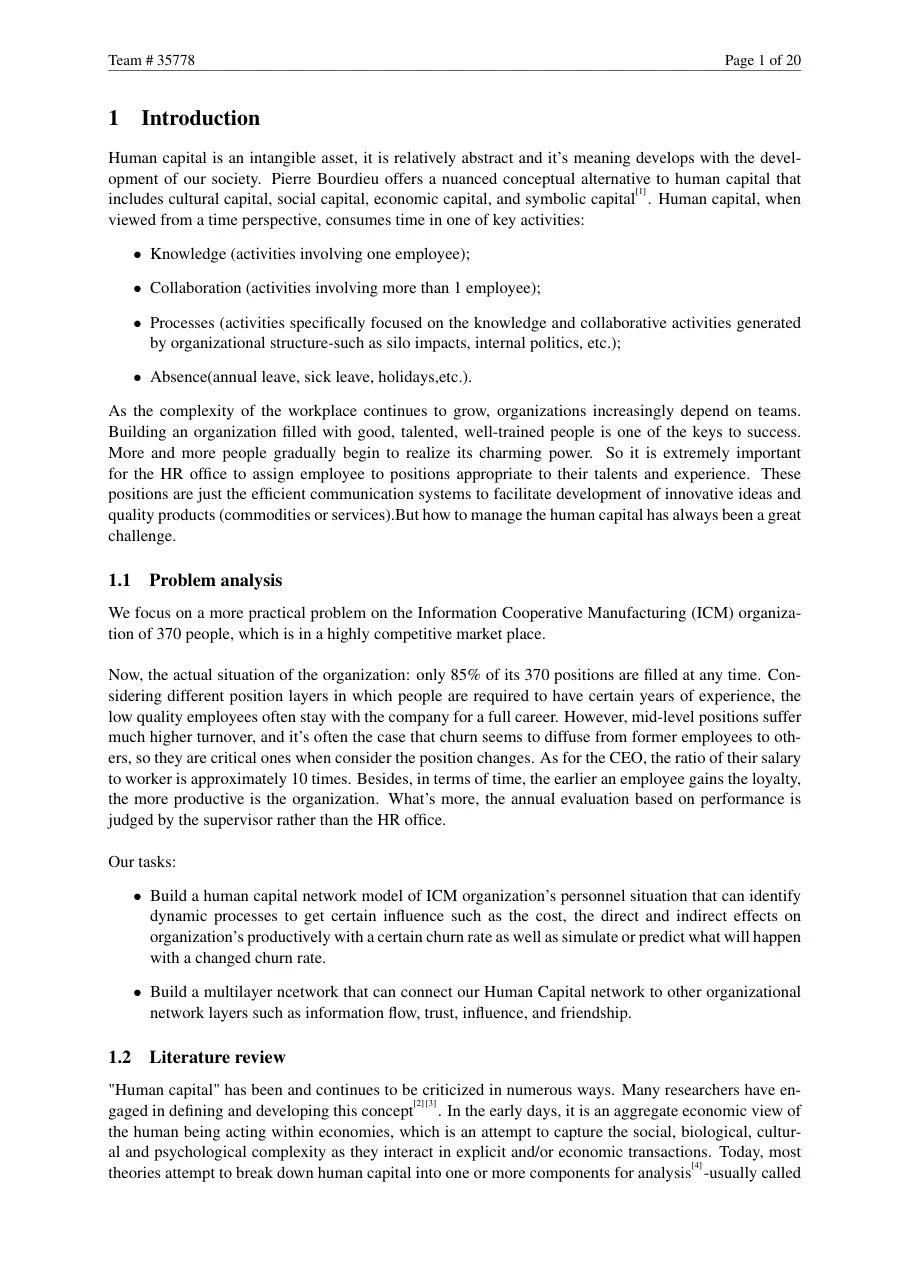 Team # 35778 Page 1 of 20
1 Introduction
Human capital is an intangible asset, it is relatively abstract and it's meaning develops with the devel-
opment of our society. Pierre Bourdieu offers a nuanced conceptual alternative to human capital that
includes cultural capital, social capital, economic capital, and symbolic capital[1]. Human capital, when
viewed from a time perspective, consumes time in one of key activities:
• Knowledge (activities involving one employee);
• Collaboration (activities involving more than 1 employee);
• Processes (activities specifically focused on the knowledge and collaborative activities generated
by organizational structure-such as silo impacts, internal politics, etc.);
• Absence(annual leave, sick leave, holidays,etc.).
As the complexity of the workplace continues to grow, organizations increasingly depend on teams.
Building an organization filled with good, talented, well-trained people is one of the keys to success.
More and more people gradually begin to realize its charming power. So it is extremely important
for the HR office to assign employee to positions appropriate to their talents and experience. These
positions are just the efficient communication systems to facilitate development of innovative ideas and
quality products (commodities or services).But how to manage the human capital has always been a great
challenge.
1.1 Problem analysis
We focus on a more practical problem on the Information Cooperative Manufacturing (ICM) organiza-
tion of 370 people, which is in a highly competitive market place.
Now, the actual situation of the organization: only 85% of its 370 positions are filled at any time. Con-
sidering different position layers in which people are required to have certain years of experience, the
low quality employees often stay with the company for a full career. However, mid-level positions suffer
much higher turnover, and it's often the case that churn seems to diffuse from former employees to oth-
ers, so they are critical ones when consider the position changes. As for the CEO, the ratio of their salary
to worker is approximately 10 times. Besides, in terms of time, the earlier an employee gains the loyalty,
the more productive is the organization. What's more, the annual evaluation based on performance is
judged by the supervisor rather than the HR office.
Our tasks:
• Build a human capital network model of ICM organization's personnel situation that can identify
dynamic processes to get certain influence such as the cost, the direct and indirect effects on
organization's productively with a certain churn rate as well as simulate or predict what will happen
with a changed churn rate.
• Build a multilayer ncetwork that can connect our Human Capital network to other organizational
network layers such as information flow, trust, influence, and friendship.
1.2 Literature review
"Human capital" has been and continues to be criticized in numerous ways. Many researchers have en-
gaged in defining and developing this concept[2][3]. In the early days, it is an aggregate economic view of
the human being acting within economies, which is an attempt to capture the social, biological, cultur-
al and psychological complexity as they interact in explicit and/or economic transactions. Today, most
theories attempt to break down human capital into one or more components for analysis[4]-usually called